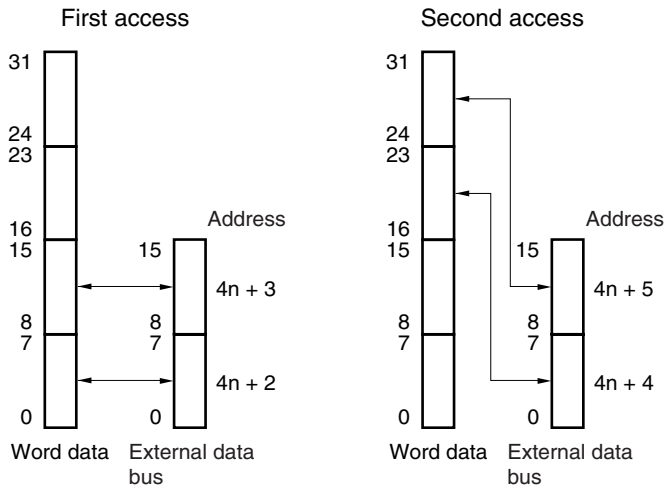 First access
31
24
23
16
15
8
7
0
Address
15
4n + 3
8
7
4n + 2
0
Word data
External data
bus
Second access
31
24
23
16
15
8
7
0
Address
15
4n + 5
8
7
4n + 4
0
Word data
External data
bus